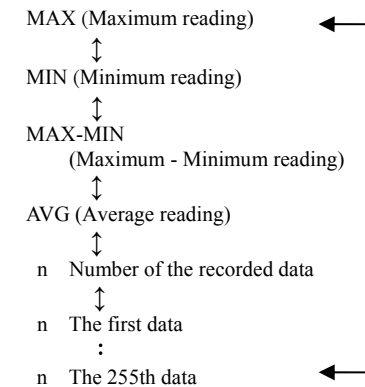 MAX (Maximum reading)
MIN (Minimum reading)
MAX-MIN
(Maximum - Minimum reading)
AVG (Average reading)
n Number of the recorded data
n The first data
:
n The 255th data